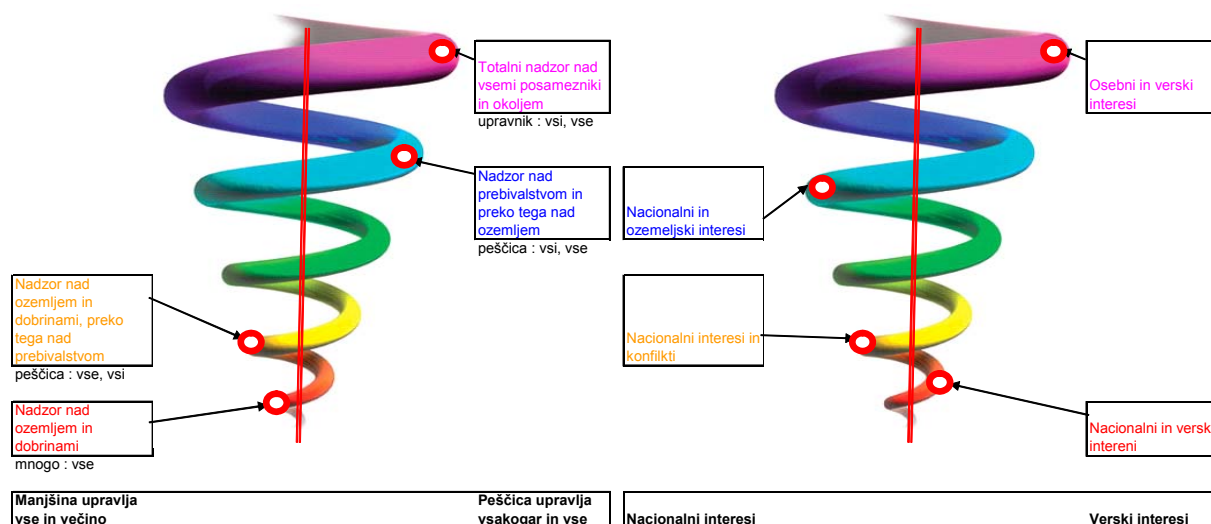 Totalni nadzor nad
vsemi posamezniki
in okoljem
upravnik : vsi, vse
Nadzor nad
prebivalstvom in
preko tega nad
ozemljem
peščica : vsi, vse
Nadzor nad
ozemljem in
dobrinami, preko
tega nad
prebivalstvom
peščica : vse, vsi
Nadzor nad
ozemljem in
dobrinami
mnogo : vse
Manjšina upravlja
vse in večino
Peščica upravlja
vsakogar in vse
Osebni in verski
interesi
Nacionalni in
ozemeljski interesi
Nacionalni interesi in
konfilkti
Nacionalni in versk
intereni
Nacionalni interesi
Verski interesi